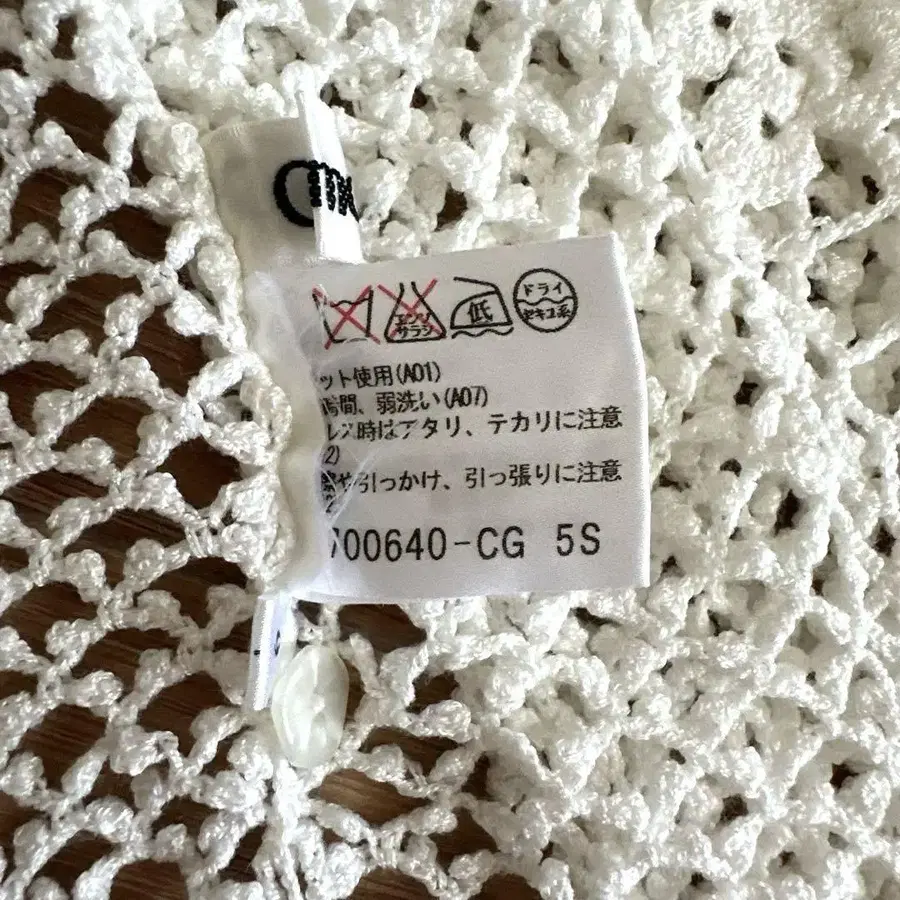 エンソ
サラシ
低
ドライ
セキユ系
ット使用(A01)
間、弱洗い(A07)
レス時はアタリ、テカリに注意
2)
や引っかけ、引っ張りに注意
700640-CG 5S